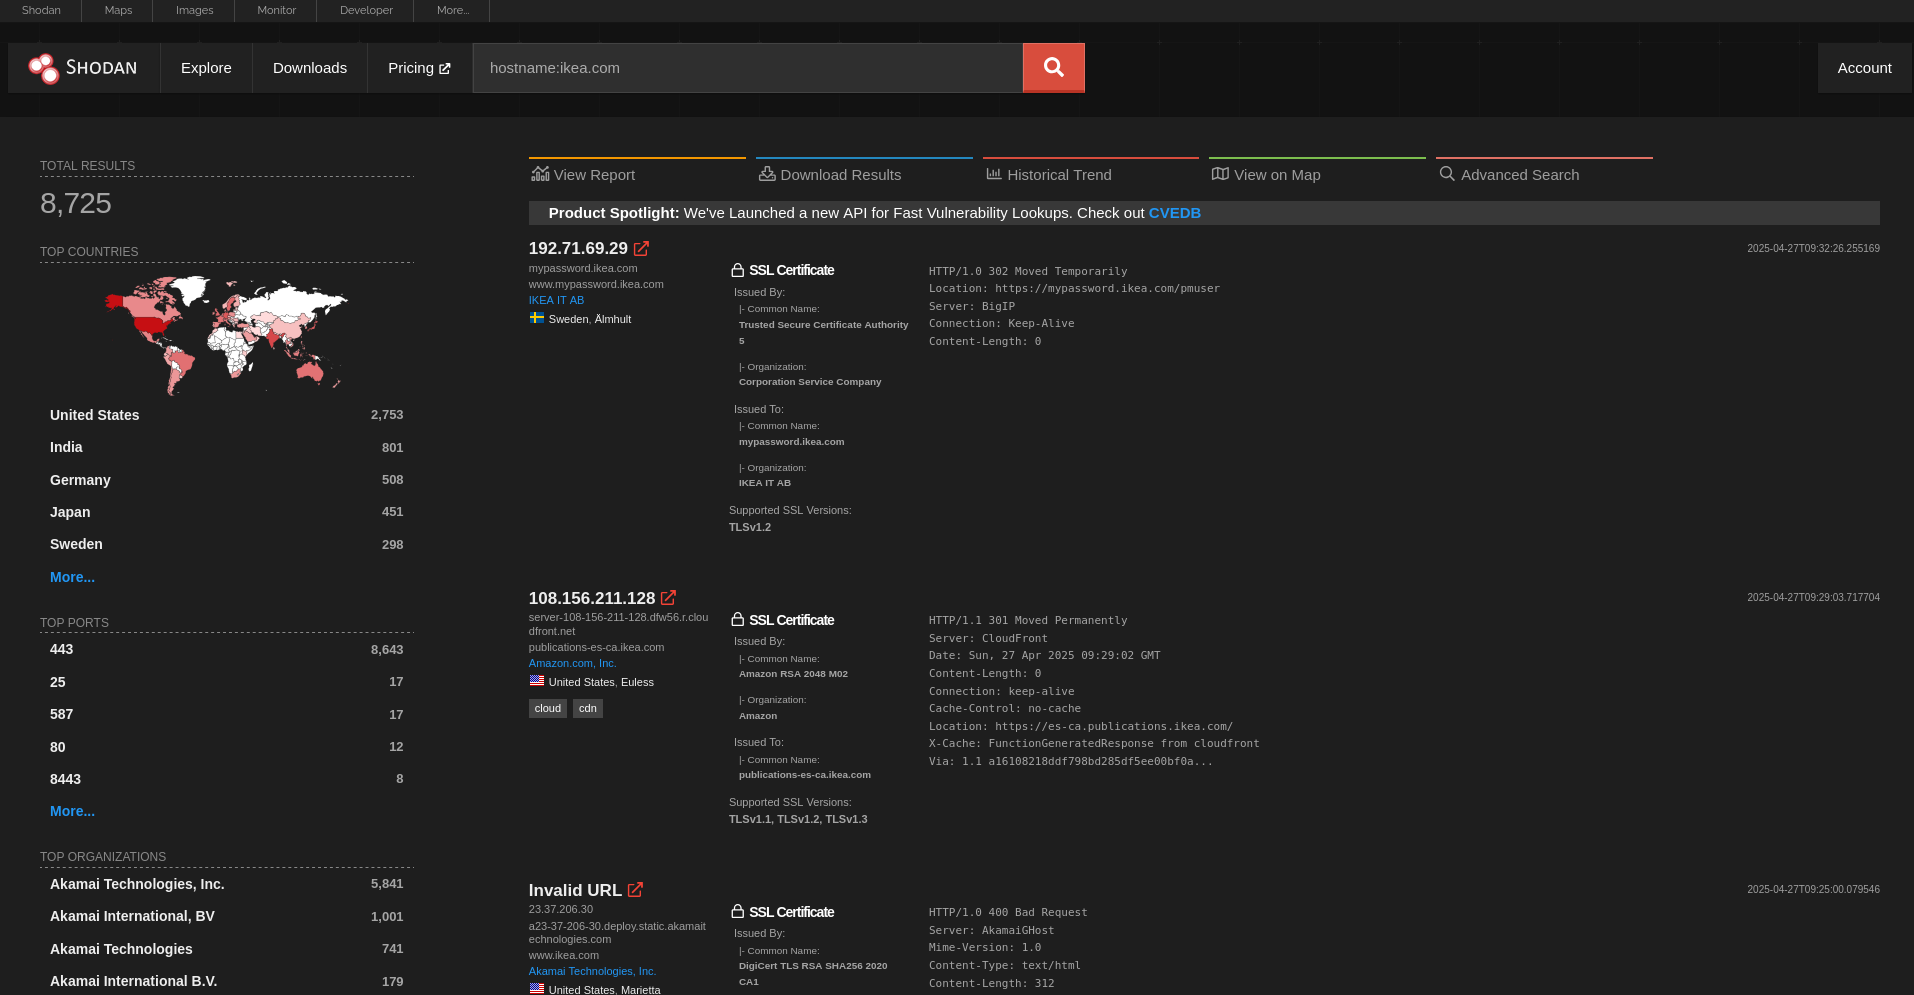 Shodan Maps Images Monitor Developer More...
SHODAN Explore Downloads Pricing hostname:ikea.com Account
TOTAL RESULTS
8,725
TOP COUNTRIES
United States 2,753
India 801
Germany 508
Japan 451
Sweden 298
More...
TOP PORTS
443 8,643
25 17
587 17
80 12
8443 8
More...
TOP ORGANIZATIONS
Akamai Technologies, Inc. 5,841
Akamai International, BV 1,001
Akamai Technologies 741
Akamai International B.V. 179
View Report Download Results Historical Trend View on Map Advanced Search
Product Spotlight: We've Launched a new API for Fast Vulnerability Lookups. Check out CVEDB
192.71.69.29 2025-04-27T09:32:26.255169
mypassword.ikea.com
www.mypassword.ikea.com
IKEA IT AB
Sweden, Älmhult
SSL Certificate
Issued By:
|- Common Name:
Trusted Secure Certificate Authority
5
|- Organization:
Corporation Service Company
Issued To:
|- Common Name:
mypassword.ikea.com
|- Organization:
IKEA IT AB
Supported SSL Versions:
TLSv1.2
HTTP/1.0 302 Moved Temporarily
Location: https://mypassword.ikea.com/pmuser
Server: BigIP
Connection: Keep-Alive
Content-Length: 0
108.156.211.128 2025-04-27T09:29:03.717704
server-108-156-211-128.dfw56.r.clou
dfront.net
publications-es-ca.ikea.com
Amazon.com, Inc.
United States, Euless
cloud cdn
SSL Certificate
Issued By:
|- Common Name:
Amazon RSA 2048 M02
|- Organization:
Amazon
Issued To:
|- Common Name:
publications-es-ca.ikea.com
Supported SSL Versions:
TLSv1.1, TLSv1.2, TLSv1.3
HTTP/1.1 301 Moved Permanently
Server: CloudFront
Date: Sun, 27 Apr 2025 09:29:02 GMT
Content-Length: 0
Connection: keep-alive
Cache-Control: no-cache
Location: https://es-ca.publications.ikea.com/
X-Cache: FunctionGeneratedResponse from cloudfront
Via: 1.1 a16108218ddf798bd285df5ee00bf0a...
Invalid URL 2025-04-27T09:25:00.079546
23.37.206.30
a23-37-206-30.deploy.static.akamait
echnologies.com
www.ikea.com
Akamai Technologies, Inc.
United States, Marietta
SSL Certificate
Issued By:
|- Common Name:
DigiCert TLS RSA SHA256 2020
CA1
HTTP/1.0 400 Bad Request
Server: AkamaiGHost
Mime-Version: 1.0
Content-Type: text/html
Content-Length: 312